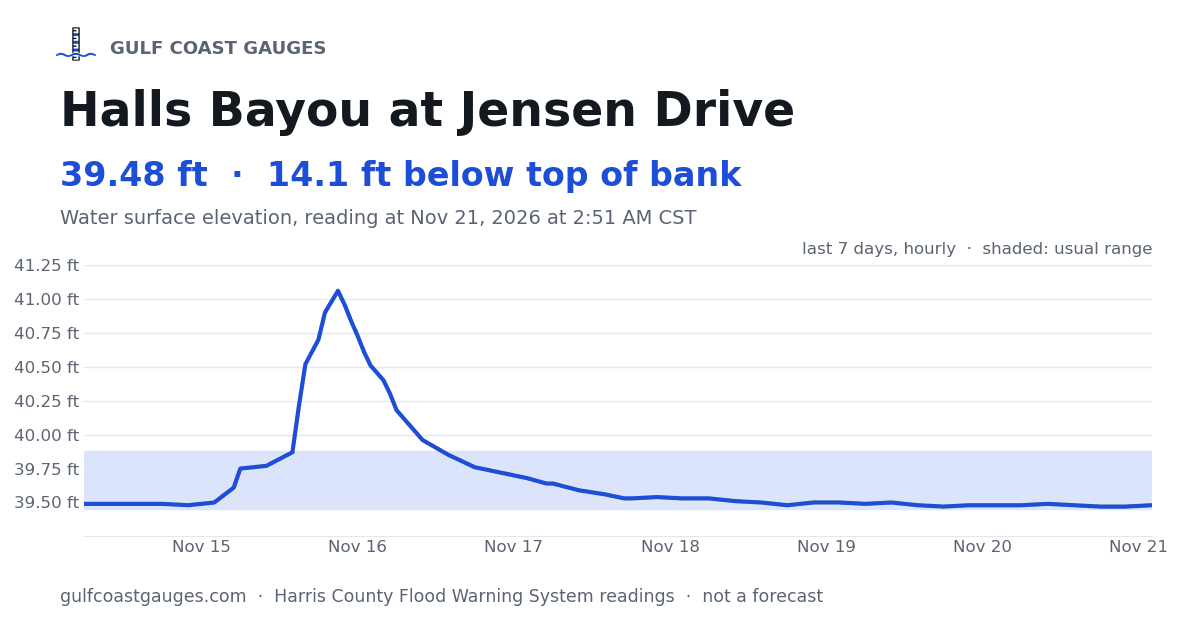 GULF COAST GAUGES
Halls Bayou at Jensen Drive
39.48 ft · 14.1 ft below top of bank
Water surface elevation, reading at Nov 21, 2026 at 2:51 AM CST
last 7 days, hourly · shaded: usual range
41.25 ft
41.00 ft
40.75 ft
40.50 ft
40.25 ft
40.00 ft
39.75 ft
39.50 ft
Nov 15 Nov 16 Nov 17 Nov 18 Nov 19 Nov 20 Nov 21
gulfcoastgauges.com · Harris County Flood Warning System readings · not a forecast